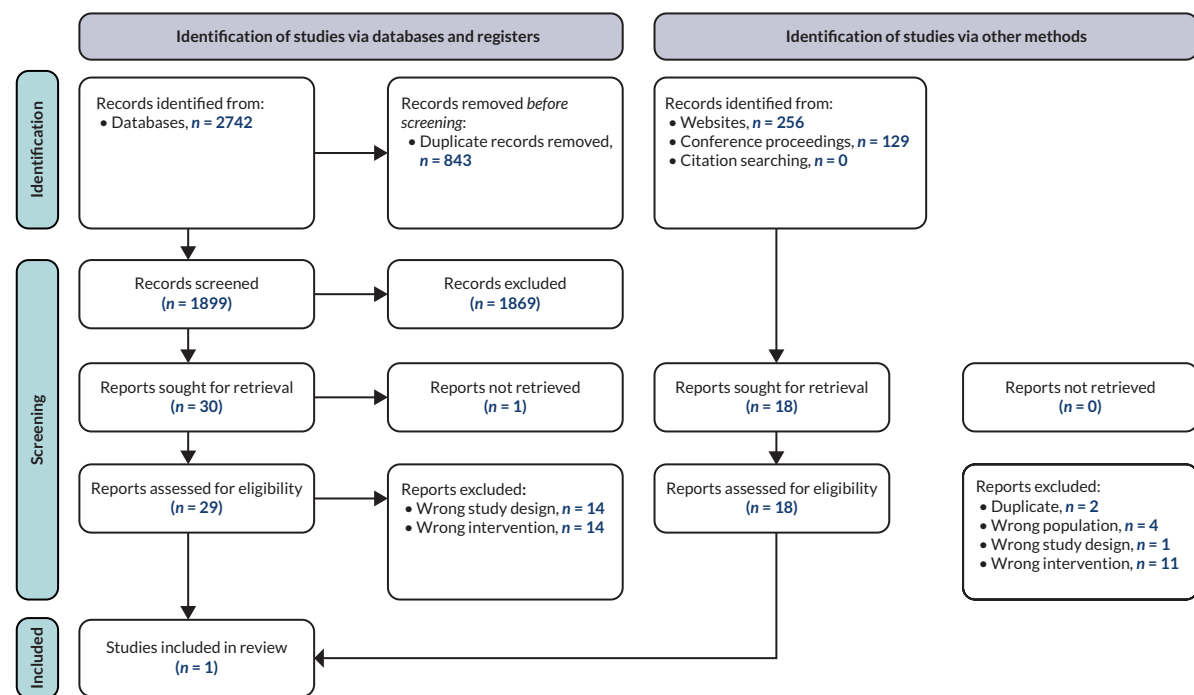 Identification of studies via databases and registers
Identification of studies via other methods
Identification
Records identified from:
• Databases, n = 2742
Records removed before
screening:
• Duplicate records removed,
n = 843
Records identified from:
• Websites, n = 256
• Conference proceedings, n = 129
• Citation searching, n = 0
Screening
Records screened
(n = 1899)
Records excluded
(n = 1869)
Reports sought for retrieval
(n = 30)
Reports not retrieved
(n = 1)
Reports sought for retrieval
(n = 18)
Reports not retrieved
(n = 0)
Reports assessed for eligibility
(n = 29)
Reports excluded:
• Wrong study design, n = 14
• Wrong intervention, n = 14
Reports assessed for eligibility
(n = 18)
Reports excluded:
• Duplicate, n = 2
• Wrong population, n = 4
• Wrong study design, n = 1
• Wrong intervention, n = 11
Included
Studies included in review
(n = 1)